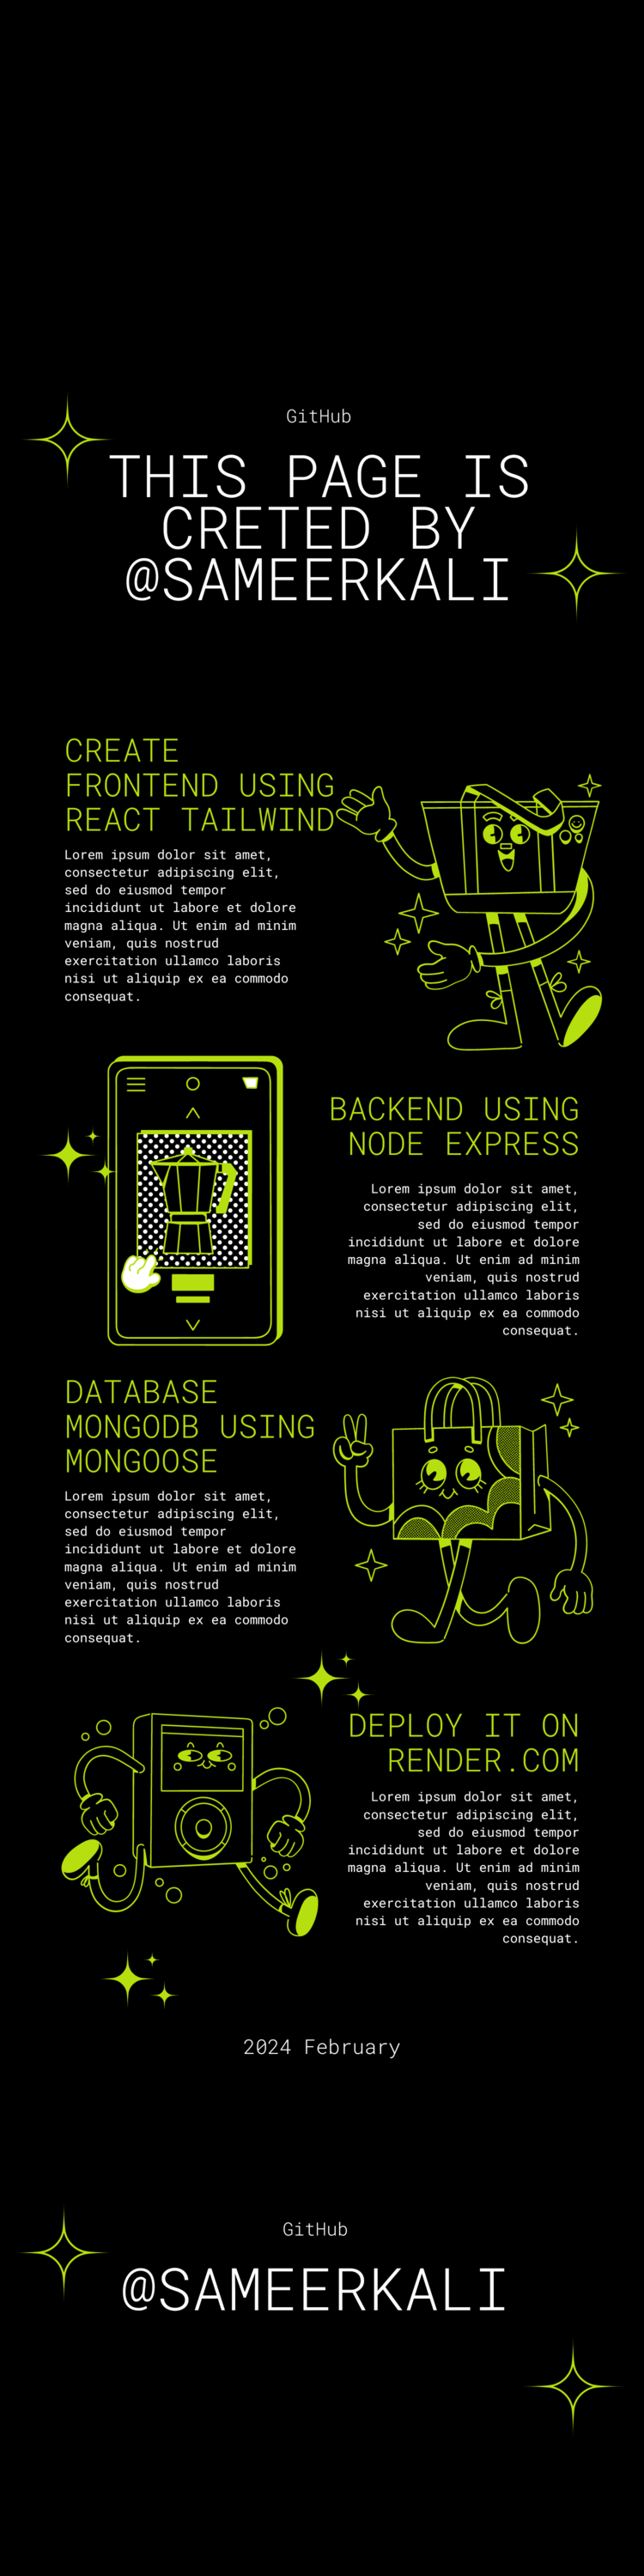 GitHub
THIS PAGE IS
CRETED BY
@SAMEERKALI
CREATE
FRONTEND USING
REACT TAILWIND
Lorem ipsum dolor sit amet,
consectetur adipiscing elit,
sed do eiusmod tempor
incididunt ut labore et dolore
magna aliqua. Ut enim ad minim
veniam, quis nostrud
exercitation ullamco laboris
nisi ut aliquip ex ea commodo
consequat.
BACKEND USING
NODE EXPRESS
Lorem ipsum dolor sit amet,
consectetur adipiscing elit,
sed do eiusmod tempor
incididunt ut labore et dolore
magna aliqua. Ut enim ad minim
veniam, quis nostrud
exercitation ullamco laboris
nisi ut aliquip ex ea commodo
consequat.
DATABASE
MONGODB USING
MONGOOSE
Lorem ipsum dolor sit amet,
consectetur adipiscing elit,
sed do eiusmod tempor
incididunt ut labore et dolore
magna aliqua. Ut enim ad minim
veniam, quis nostrud
exercitation ullamco laboris
nisi ut aliquip ex ea commodo
consequat.
DEPLOY IT ON
RENDER.COM
Lorem ipsum dolor sit amet,
consectetur adipiscing elit,
sed do eiusmod tempor
incididunt ut labore et dolore
magna aliqua. Ut enim ad minim
veniam, quis nostrud
exercitation ullamco laboris
nisi ut aliquip ex ea commodo
consequat.
2024 February
GitHub
@SAMEERKALI